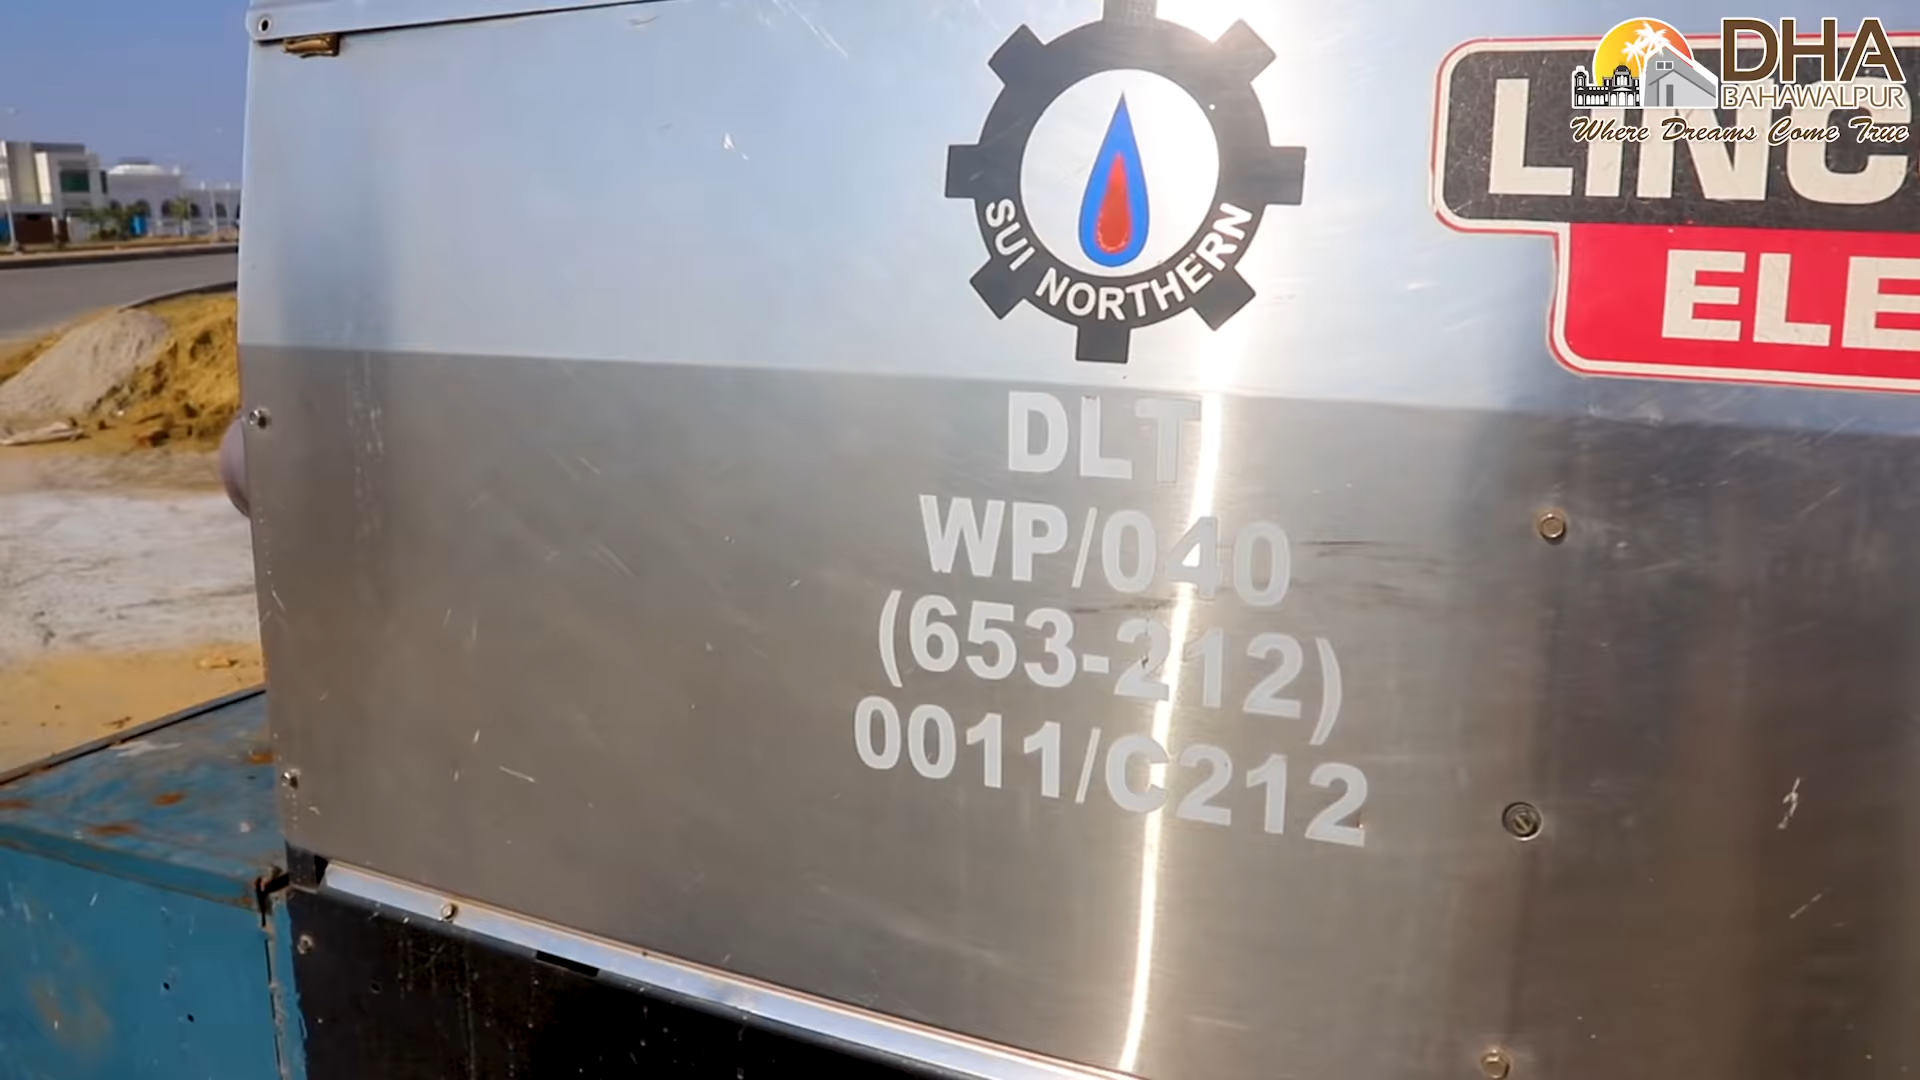 SUI NORTHERN
DLT
WP/040
(653-212)
0011/C212
LINC
ELE
DHA
BAHAWALPUR
Where Dreams Come True